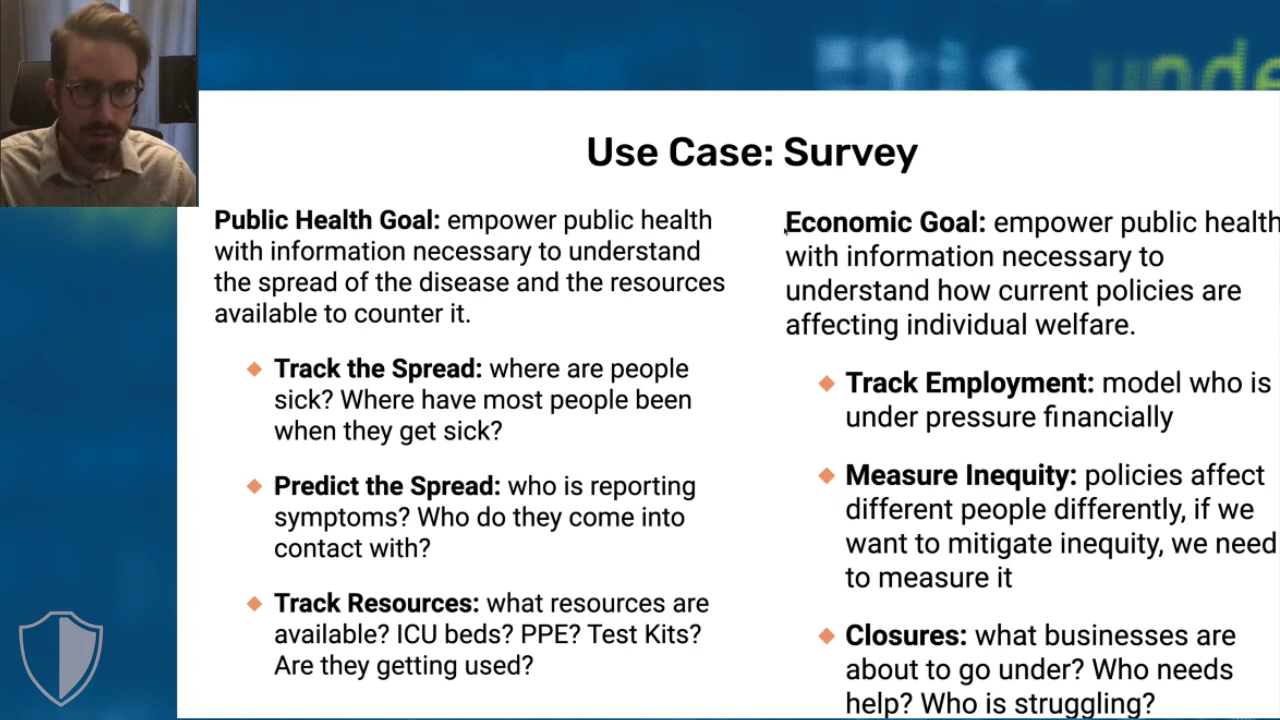 Use Case: Survey
Public Health Goal: empower public health
with information necessary to understand
the spread of the disease and the resources
available to counter it.
Track the Spread: where are people
sick? Where have most people been
when they get sick?
Predict the Spread: who is reporting
symptoms? Who do they come into
contact with?
Track Resources: what resources are
available? ICU beds? PPE? Test Kits?
Are they getting used?
Economic Goal: empower public health
with information necessary to
understand how current policies are
affecting individual welfare.
Track Employment: model who is
under pressure financially
Measure Inequity: policies affect
different people differently, if we
want to mitigate inequity, we need
to measure it
Closures: what businesses are
about to go under? Who needs
help? Who is struggling?